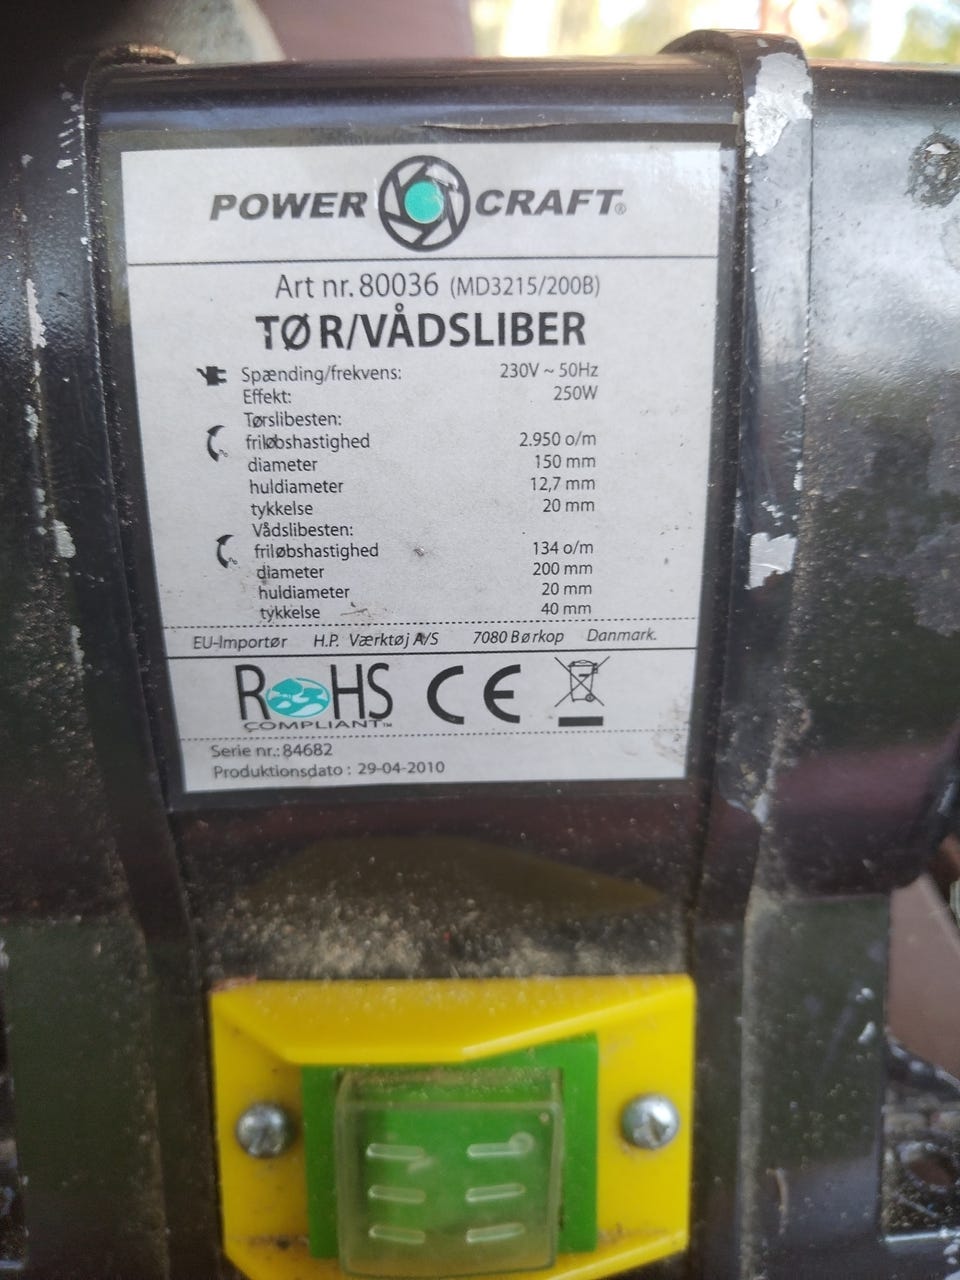 POWER CRAFT®
Art nr. 80036 (MD3215/200B)
TØR/VÅDSLIBER
Spænding/frekvens: 230V ~ 50Hz
Effekt: 250W
Tørslibesten:
friløbshastighed 2.950 o/m
diameter 150 mm
huldiameter 12,7 mm
tykkelse 20 mm
Vådslibesten:
friløbshastighed 134 o/m
diameter 200 mm
huldiameter 20 mm
tykkelse 40 mm
EU-Importør H.P. Værktøj A/S 7080 Børkop Danmark.
ROHS CE
COMPLIANT™
Serie nr.: 84682
Produktionsdato : 29-04-2010